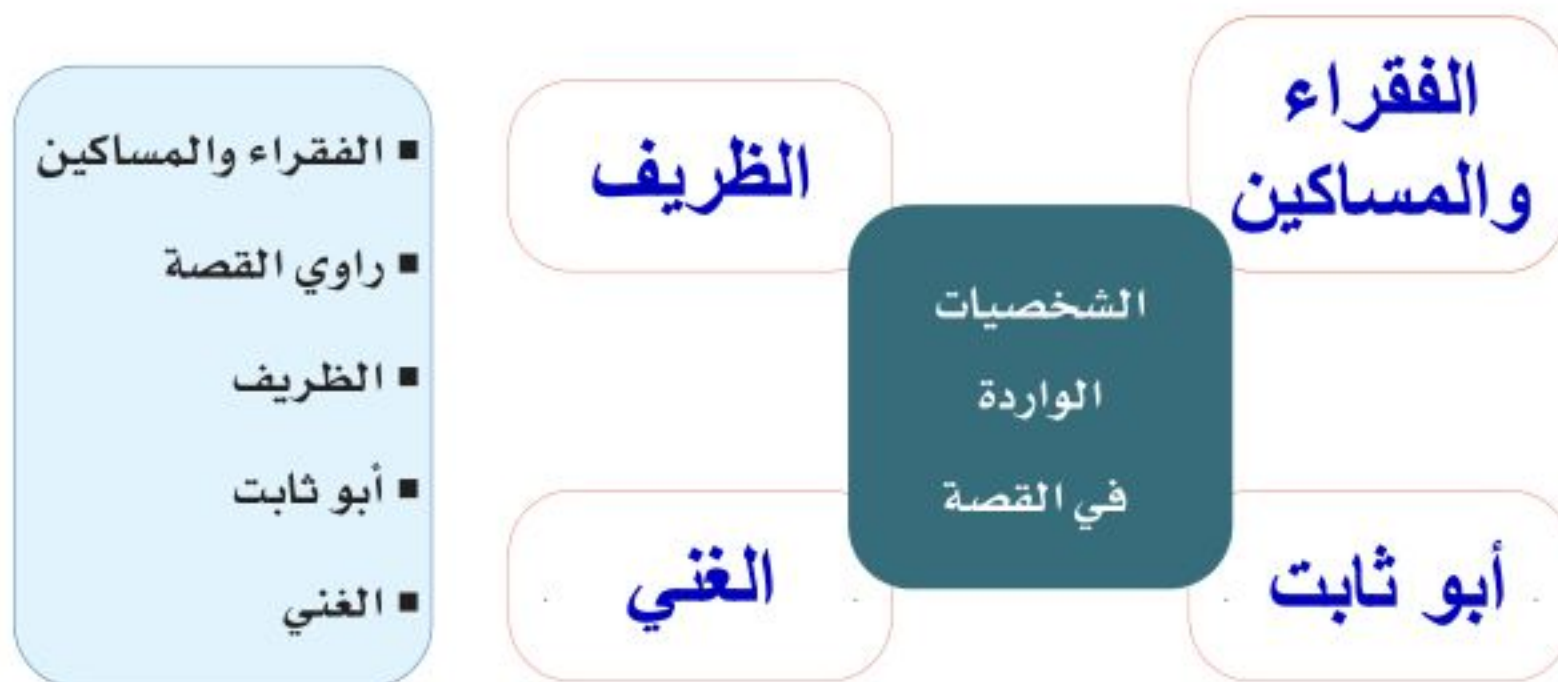 الفقراء
والمساكين
الظريف
الشخصيات
الواردة
في القصة
أبو ثابت
الغني
▪ الفقراء والمساكين
▪ راوي القصة
▪ الظريف
▪ أبو ثابت
▪ الغني